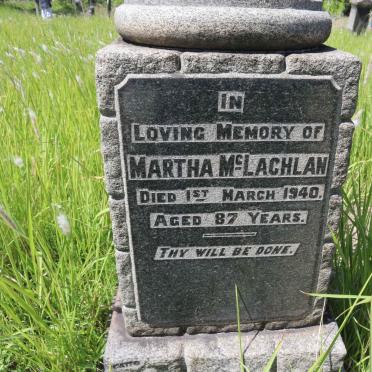 IN
LOVING MEMORY OF
MARTHA McLACHLAN
DIED 1ST MARCH 1940.
AGED 87 YEARS.
THY WILL BE DONE.